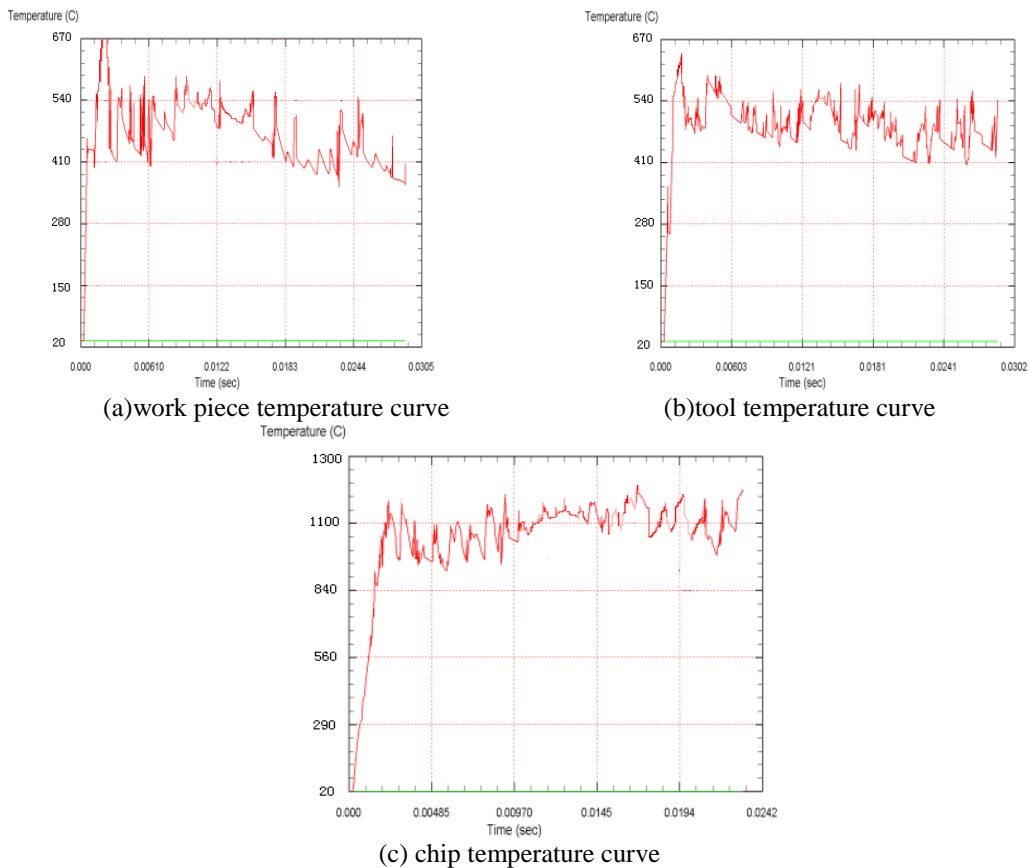 Temperature (C)
670
540
410
280
150
20
0.000 0.00610 0.0122 0.0183 0.0244 0.0305
Time (sec)
(a)work piece temperature curve
Temperature (C)
670
540
410
280
150
20
0.000 0.00603 0.0121 0.0181 0.0241 0.0302
Time (sec)
(b)tool temperature curve
Temperature (C)
1300
1100
840
560
290
20
0.000 0.00485 0.00970 0.0145 0.0194 0.0242
Time (sec)
(c) chip temperature curve